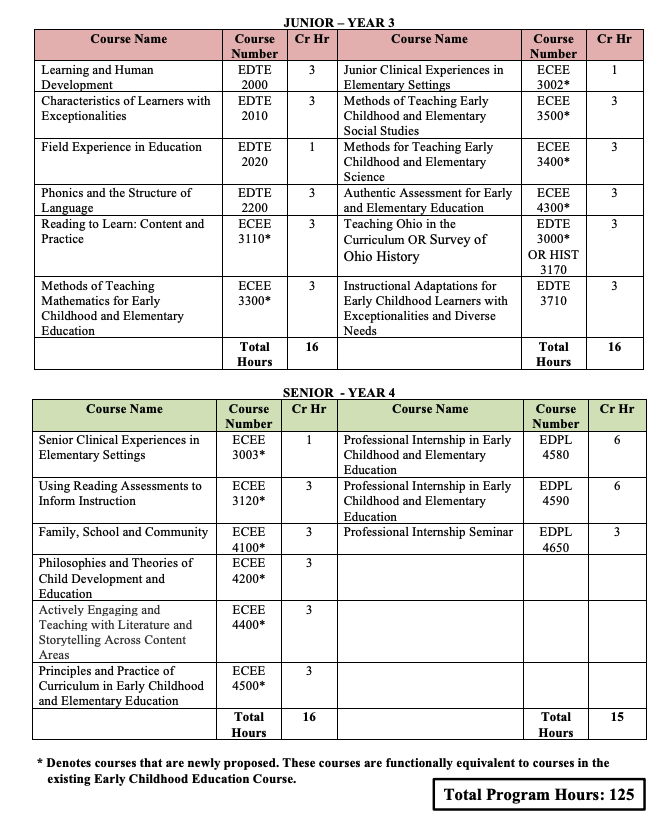 JUNIOR – YEAR 3
Course Name Course Number Cr Hr Course Name Course Number Cr Hr
Learning and Human Development EDTE 2000 3 Junior Clinical Experiences in Elementary Settings ECEE 3002* 1
Characteristics of Learners with Exceptionalities EDTE 2010 3 Methods of Teaching Early Childhood and Elementary Social Studies ECEE 3500* 3
Field Experience in Education EDTE 2020 1 Methods for Teaching Early Childhood and Elementary Science ECEE 3400* 3
Phonics and the Structure of Language EDTE 2200 3 Authentic Assessment for Early and Elementary Education ECEE 4300* 3
Reading to Learn: Content and Practice ECEE 3110* 3 Teaching Ohio in the Curriculum OR Survey of Ohio History EDTE 3000* OR HIST 3170 3
Methods of Teaching Mathematics for Early Childhood and Elementary Education ECEE 3300* 3 Instructional Adaptations for Early Childhood Learners with Exceptionalities and Diverse Needs EDTE 3710 3
Total Hours 16 Total Hours 16
SENIOR - YEAR 4
Course Name Course Number Cr Hr Course Name Course Number Cr Hr
Senior Clinical Experiences in Elementary Settings ECEE 3003* 1 Professional Internship in Early Childhood and Elementary Education EDPL 4580 6
Using Reading Assessments to Inform Instruction ECEE 3120* 3 Professional Internship in Early Childhood and Elementary Education EDPL 4590 6
Family, School and Community ECEE 4100* 3 Professional Internship Seminar EDPL 4650 3
Philosophies and Theories of Child Development and Education ECEE 4200* 3
Actively Engaging and Teaching with Literature and Storytelling Across Content Areas ECEE 4400* 3
Principles and Practice of Curriculum in Early Childhood and Elementary Education ECEE 4500* 3
Total Hours 16 Total Hours 15
* Denotes courses that are newly proposed. These courses are functionally equivalent to courses in the
existing Early Childhood Education Course.
Total Program Hours: 125